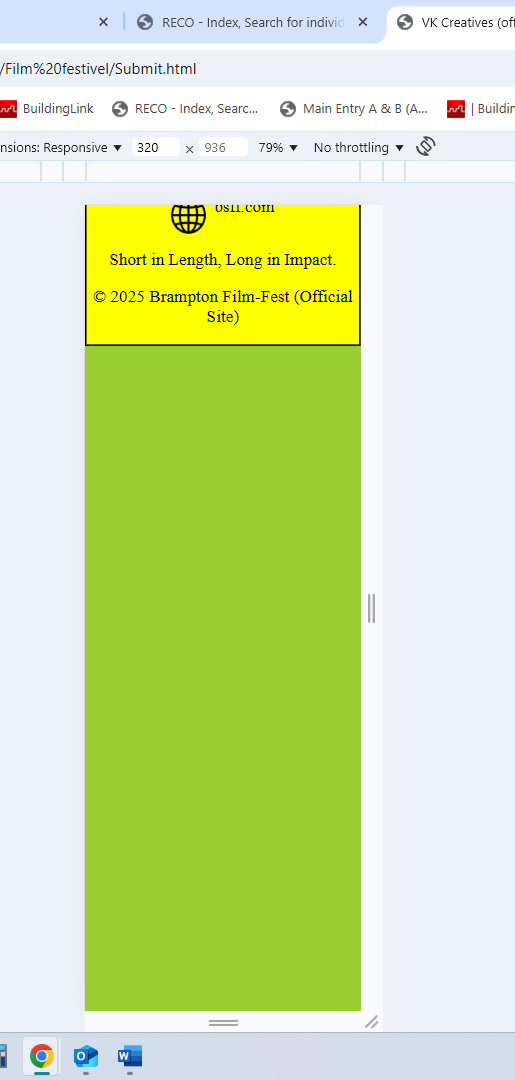 RECO - Index, Search for individ
VK Creatives (off
/Film%20festivel/Submit.html
BuildingLink
RECO - Index, Searc...
Main Entry A & B (A...
| Buildin
nsions: Responsive
320
×
936
79%
No throttling
Short in Length, Long in Impact.
© 2025 Brampton Film-Fest (Official
Site)